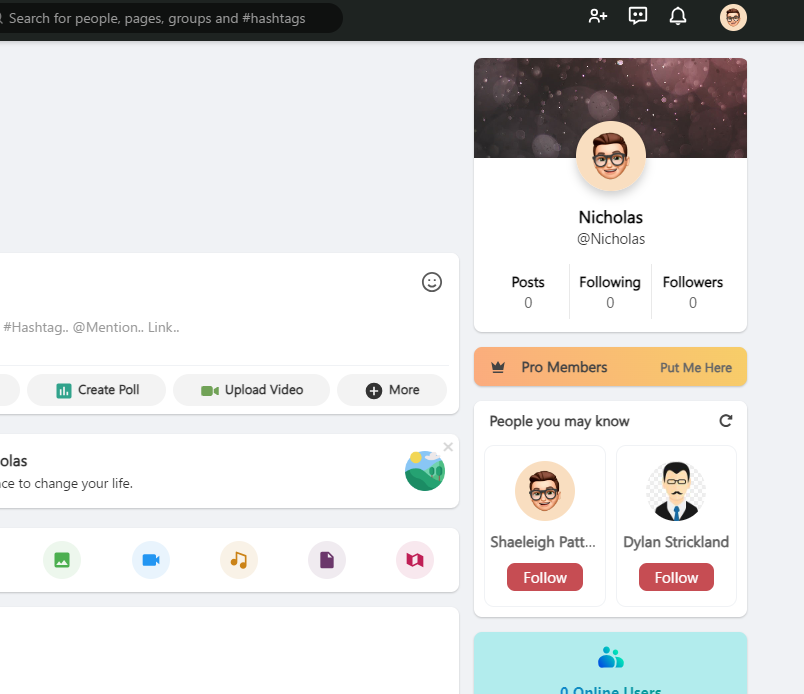 Search for people, pages, groups and #hashtags
Nicholas
@Nicholas
Posts
Following
Followers
0
0
0
#Hashtag.. @Mention.. Link..
Create Poll
Upload Video
More
Pro Members
Put Me Here
People you may know
Shaeleigh Patt...
Dylan Strickland
Follow
Follow
olas
nce to change your life.
0 Online Users